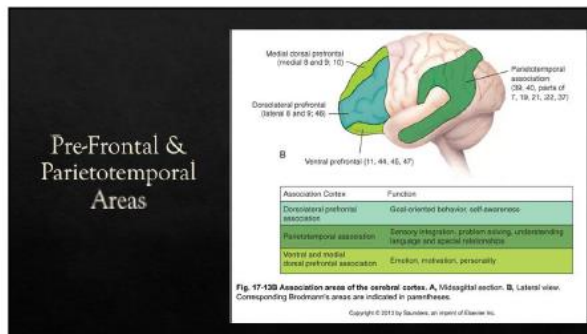 Pre-Frontal &
Parietotemporal
Areas
Medial dorsal prefrontal
(medial 8 and 9; 10)
Dorsolateral prefrontal
(lateral 8 and 9; 46)
Ventral prefrontal (11, 44, 45, 47)
Parietotemporal
association
(39, 40, parts of
7, 19, 21, 22, 37)
B
Association Cortex Function
Dorsolateral prefrontal
association
Goal-oriented behavior, self-awareness
Parietotemporal association
Sensory integration, problem solving, understanding
language and special relationships
Ventral and medial
dorsal prefrontal association
Emotion, motivation, personality
Fig. 17-13B Association areas of the cerebral cortex. A, Midsagittal section. B, Lateral view.
Corresponding Brodmann's areas are indicated in parentheses.
Copyright © 2013 by Saunders, an imprint of Elsevier Inc.